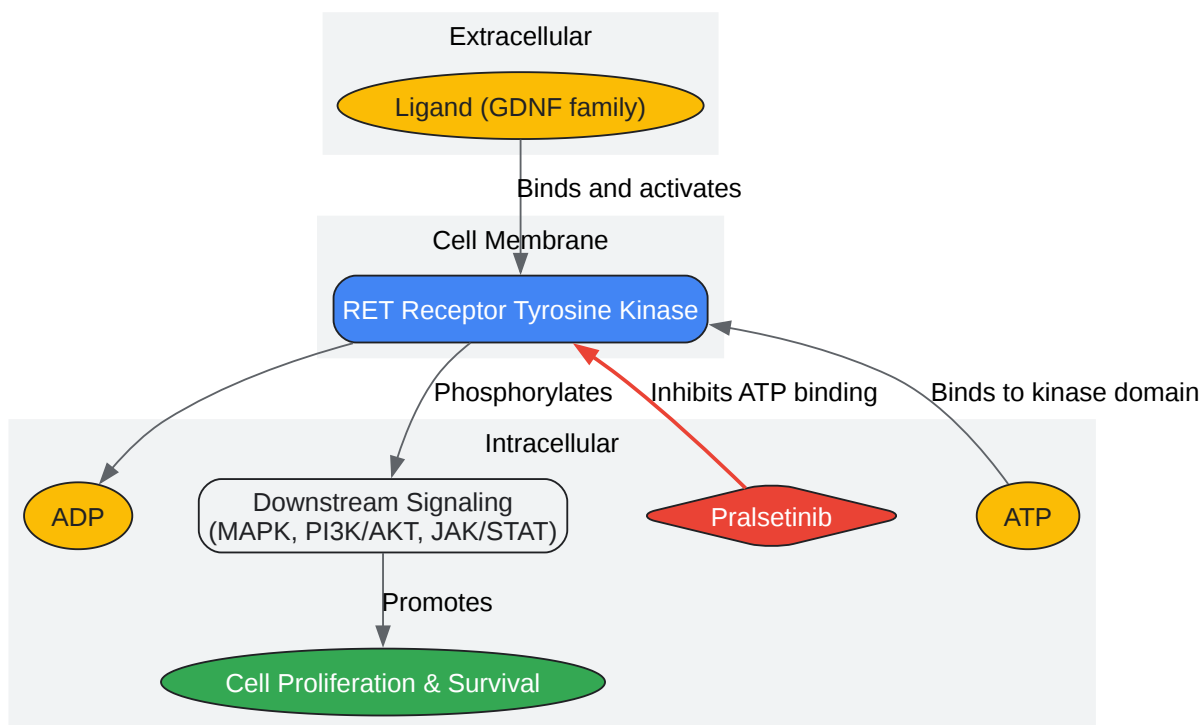 Extracellular
Ligand (GDNF family)
Binds and activates
Cell Membrane
RET Receptor Tyrosine Kinase
Phosphorylates
Inhibits ATP binding
Binds to kinase domain
Intracellular
ADP
Downstream Signaling
(MAPK, PI3K/AKT, JAK/STAT)
Pralsetinib
ATP
Promotes
Cell Proliferation & Survival